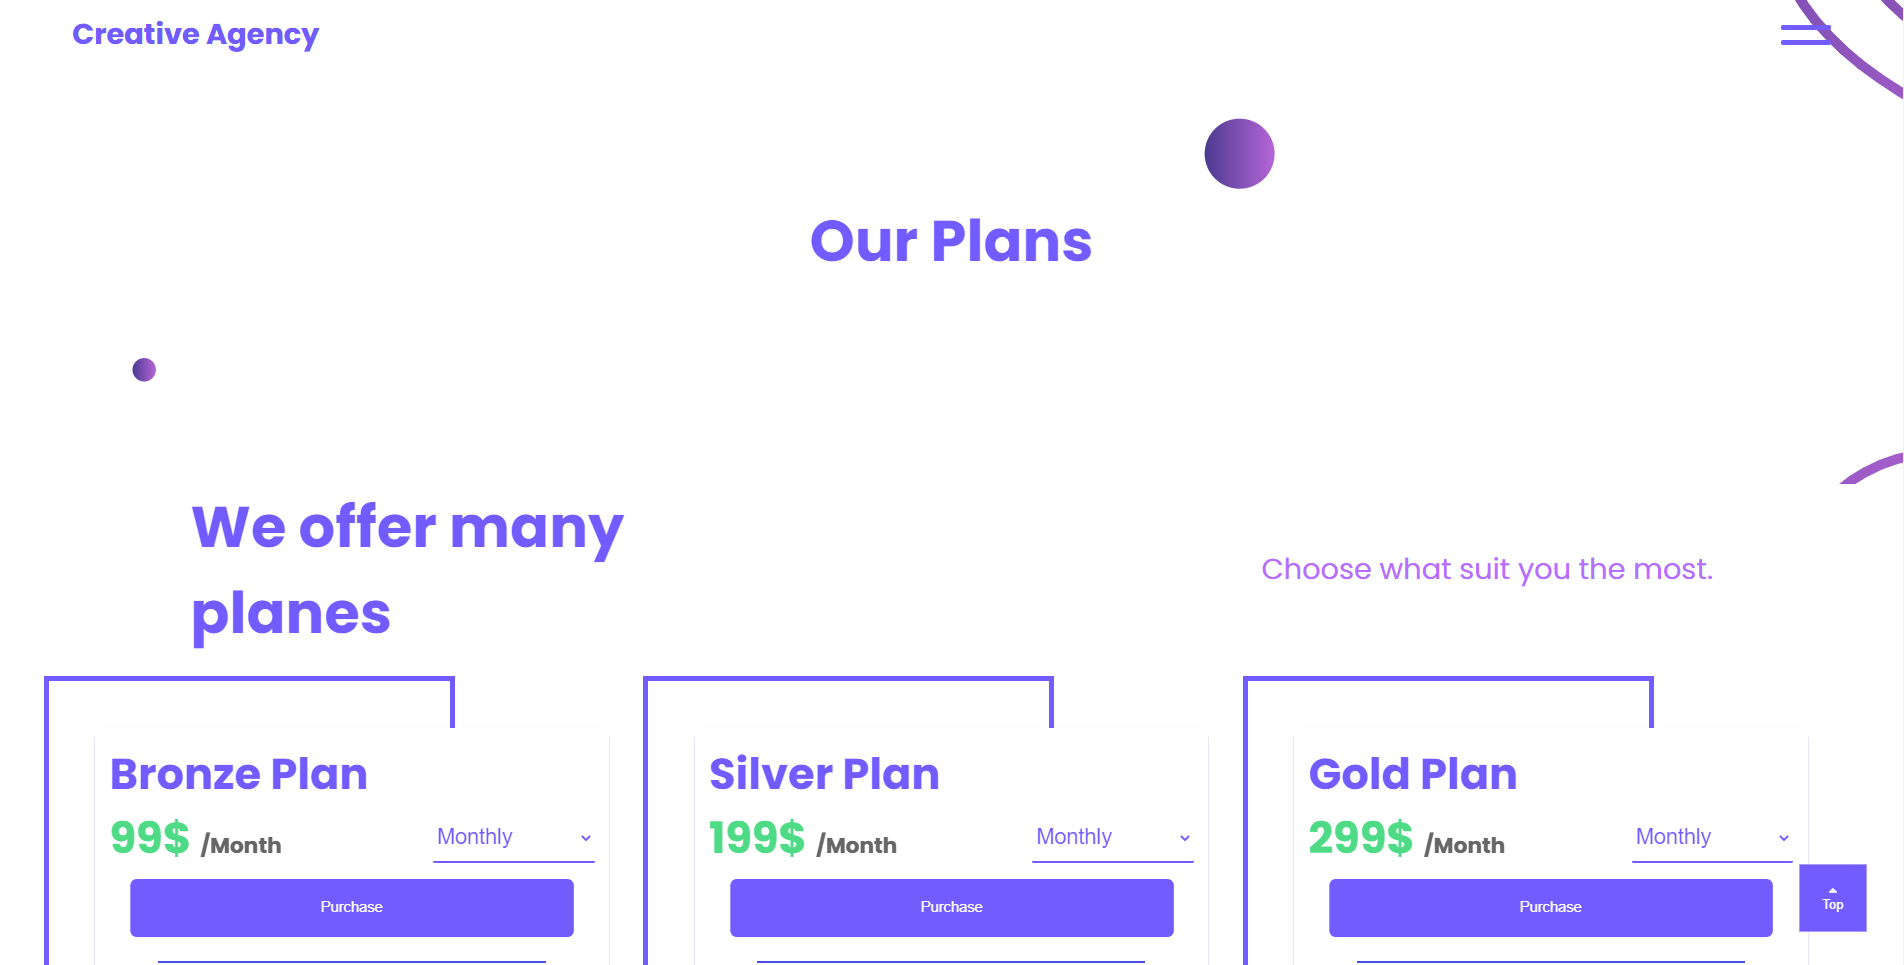 Creative Agency
Our Plans
We offer many
planes
Choose what suit you the most.
Bronze Plan
99$ /Month
Monthly
Purchase
Silver Plan
199$ /Month
Monthly
Purchase
Gold Plan
299$ /Month
Monthly
Purchase
Top